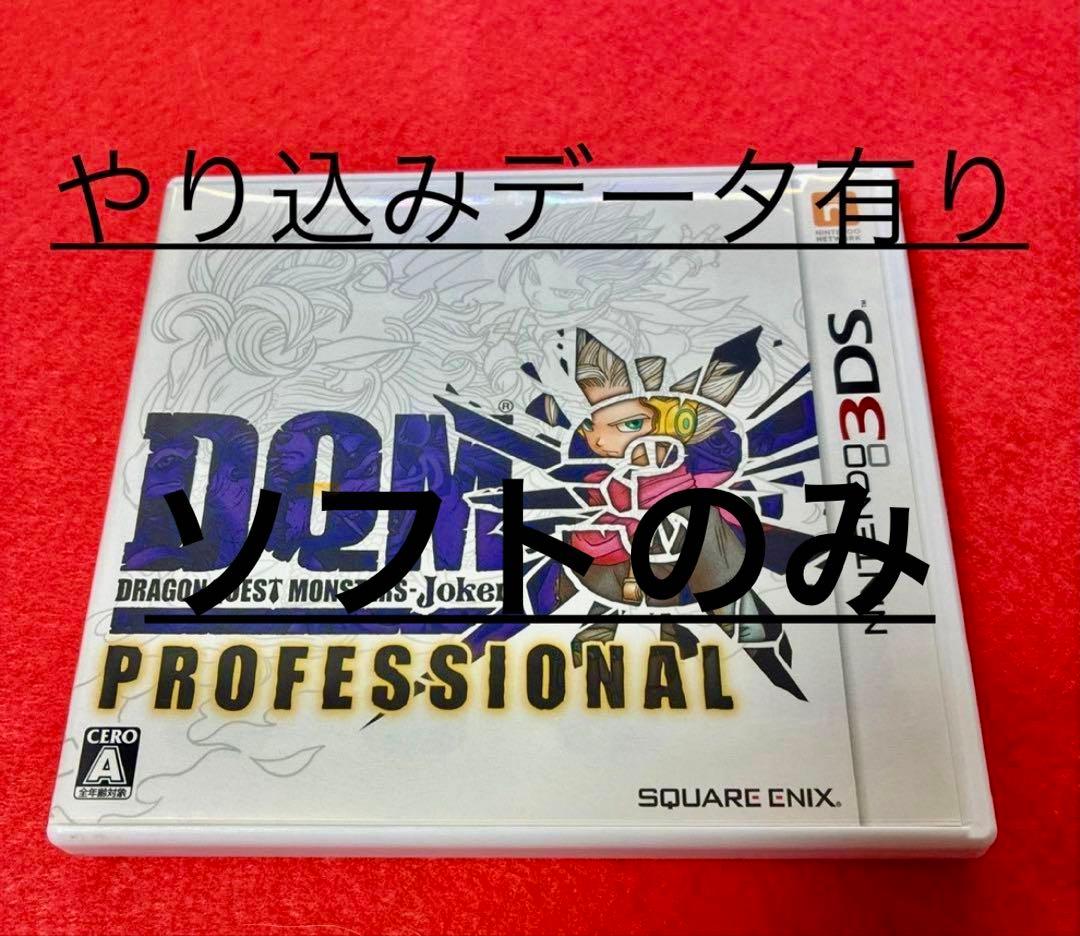 やり込みデータ有り
NINTENDO NETWORK
NINTENDO 3DS™
DQM®
ソフトのみ
DRAGON QUEST MONSTERS-Joker
PROFESSIONAL
CERO
A
全年齢対象
SQUARE ENIX.